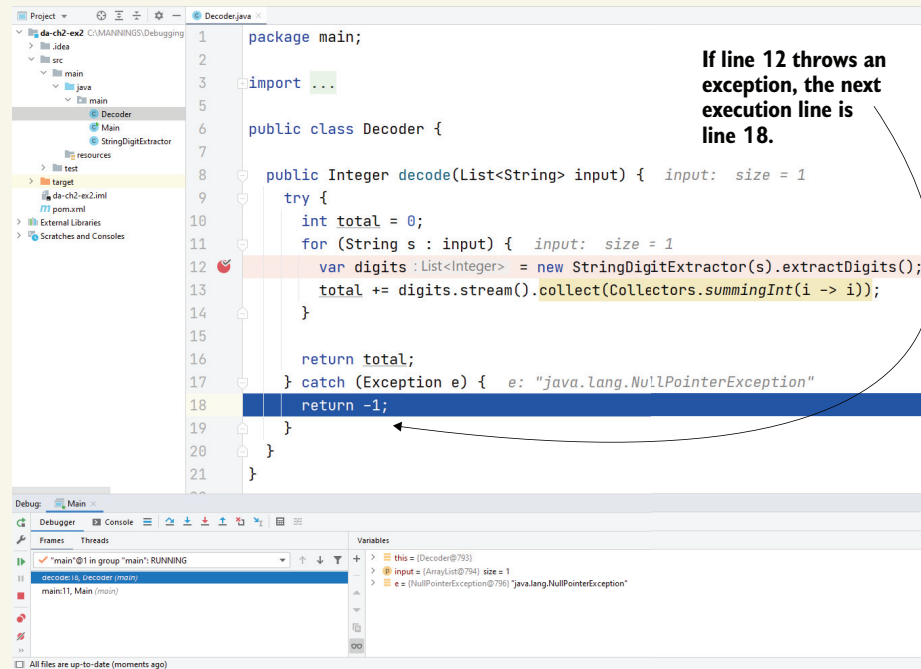 Project
Decoder.java
da-ch2-ex2 C:\MANNINGS\Debugging
.idea
src
main
java
main
Decoder
Main
StringDigitExtractor
resources
test
target
da-ch2-ex2.iml
pom.xml
External Libraries
Scratches and Consoles
1 package main;
2
3 import ...
5
6 public class Decoder {
7
8 public Integer decode(List<String> input) { input: size = 1
9 try {
10 int total = 0;
11 for (String s : input) { input: size = 1
12 var digits : List<Integer> = new StringDigitExtractor(s).extractDigits();
13 total += digits.stream().collect(Collectors.summingInt(i -> i));
14 }
15
16 return total;
17 } catch (Exception e) { e: "java.lang.NullPointerException"
18 return -1;
19 }
20 }
21 }
If line 12 throws an
exception, the next
execution line is
line 18.
Debug: Main
Debugger Console
Frames Threads
"main"@1 in group "main": RUNNING
decode:18, Decoder (main)
main:11, Main (main)
Variables
this = {Decoder@793}
input = {ArrayList@794} size = 1
e = {NullPointerException@796} "java.lang.NullPointerException"
All files are up-to-date (moments ago)